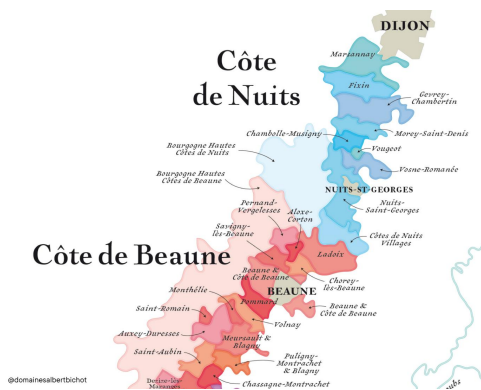 DIJON
Marsannay
Côte
de Nuits
Fixin
Gevrey-
Chambertin
Chambolle-Musigny
Morey-Saint-Denis
Vougeot
Bourgogne Hautes
Côtes de Nuits
Vosne-Romanée
Bourgogne Hautes
Côtes de Beaune
NUITS-ST-GEORGES
Nuits-
Saint-Georges
Pernand-
Vergelesses
Aloxe-
Corton
Savigny-
lès-Beaune
Côtes de Nuits
Villages
Côte de Beaune
Ladoix
Beaune &
Côte de Beaune
Chorey-
lès-Beaune
BEAUNE
Monthélie
Pommard
Saint-Romain
Beaune &
Côte de Beaune
Volnay
Auxey-Duresses
Meursault &
Blagny
Saint-Aubin
Puligny-
Montrachet
& Blagny
Chassagne-Montrachet
@domainesalbertbichot